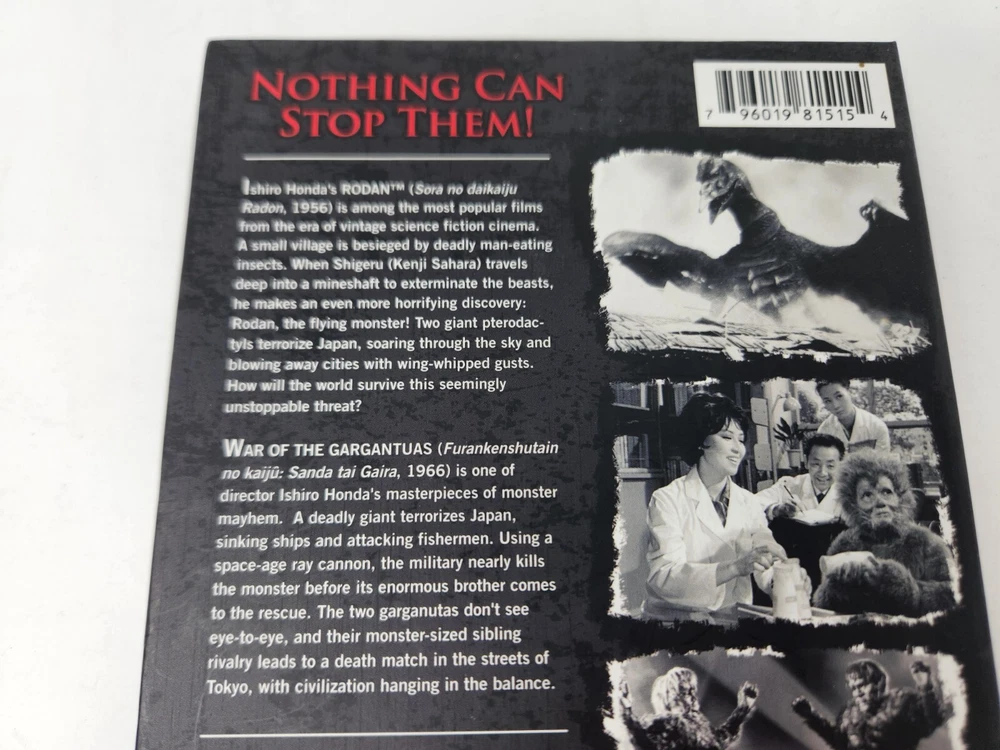 NOTHING CAN
STOP THEM!
7 96019 81515 4
Ishiro Honda's RODAN™ (Sora no daikaiju
Radon, 1956) is among the most popular films
from the era of vintage science fiction cinema.
A small village is besieged by deadly man-eating
insects. When Shigeru (Kenji Sahara) travels
deep into a mineshaft to exterminate the beasts,
he makes an even more horrifying discovery:
Rodan, the flying monster! Two giant pterodac-
tyls terrorize Japan, soaring through the sky and
blowing away cities with wing-whipped gusts.
How will the world survive this seemingly
unstoppable threat?
WAR OF THE GARGANTUAS (Furankenshutain
no kaijû: Sanda tai Gaira, 1966) is one of
director Ishiro Honda's masterpieces of monster
mayhem. A deadly giant terrorizes Japan,
sinking ships and attacking fishermen. Using a
space-age ray cannon, the military nearly kills
the monster before its enormous brother comes
to the rescue. The two garganutas don't see
eye-to-eye, and their monster-sized sibling
rivalry leads to a death match in the streets of
Tokyo, with civilization hanging in the balance.